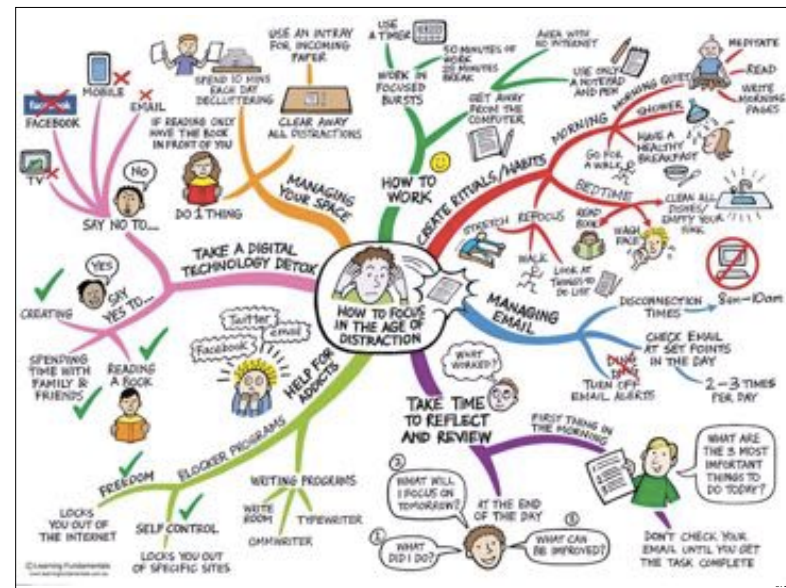 HOW TO FOCUS
IN THE AGE OF
DISTRACTION
HOW TO
WORK
USE
A TIMER
50 MINUTES OF
WORK
MINUTES
BREAK
WORK IN
FOCUSED
BURSTS
AREA WITH
NO INTERNET
USE ONLY
A NOTEPAD
AND PEN
GET AWAY
FROM THE
COMPUTER
CREATE RITUALS/HABITS
MORNING
MORNING QUIET
MEDITATE
READ
WRITE
MORNING
PAGES
SHOWER
HAVE A
HEALTHY
BREAKFAST
GO FOR
A WALK
BEDTIME
CLEAN ALL
DISHES/
EMPTY YOUR
SINK
READ
BOOK
WASH
FACE
REFOCUS
STRETCH
WALK
LOOK AT
THINGS-TO
DO LIST
MANAGING
EMAIL
DISCONNECTION
TIMES
8am-10am
CHECK EMAIL
AT SET POINTS
IN THE DAY
2-3 TIMES
PER DAY
DING
DING
TURN OFF
EMAIL ALERTS
TAKE TIME
TO REFLECT
AND REVIEW
WHAT
WORKED?
FIRST THING IN
THE MORNING
WHAT ARE
THE 3 MOST
IMPORTANT
THINGS TO
DO TODAY?
DON'T CHECK YOUR
EMAIL UNTIL YOU GET
THE TASK COMPLETE
AT THE END
OF THE DAY
1
WHAT
DID I DO?
2
WHAT WILL
I FOCUS ON
TOMORROW?
3
WHAT CAN
BE IMPROVED?
HELP FOR
ADDICTS
Twitter
email
Facebook
WRITING PROGRAMS
WRITE
ROOM
OMMWRITER
TYPEWRITER
BLOCKER PROGRAMS
FREEDOM
LOCKS
YOU OUT OF
THE INTERNET
SELF CONTROL
LOCKS YOU OUT
OF SPECIFIC SITES
TAKE A DIGITAL
TECHNOLOGY DETOX
YES
SAY
YES TO...
CREATING
SPENDING
TIME WITH
FAMILY &
FRIENDS
READING
A BOOK
NO
SAY NO TO...
TV
facebook
FACEBOOK
MOBILE
EMAIL
MANAGING
YOUR SPACE
SPEND 10 MINS
EACH DAY
DECLUTTERING
USE AN INTRAY
FOR INCOMING
PAPER
CLEAR AWAY
ALL DISTRACTIONS
IF READING ONLY
HAVE THE BOOK
IN FRONT OF YOU
DO 1 THING
© Learning Fundamentals
www.learningfundamentals.com.au